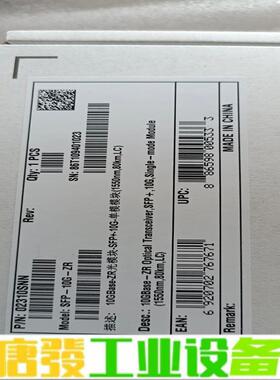 P/N: 02310SNN
Rev:
Qty: 1 PCS
Model: SFP-10G-ZR
SN: 86T109401023
描述: 10GBase-ZR光模块-SFP+-10G-单模模块(1550nm,80km,LC)
Desc.: 10GBase-ZR Optical Transceiver,SFP+,10G,Single-mode Module
(1550nm,80km,LC)
EAN:
6 920702 767671
UPC:
8 86598 00533 3
Remark:
MADE IN CHINA
唐發工业设备